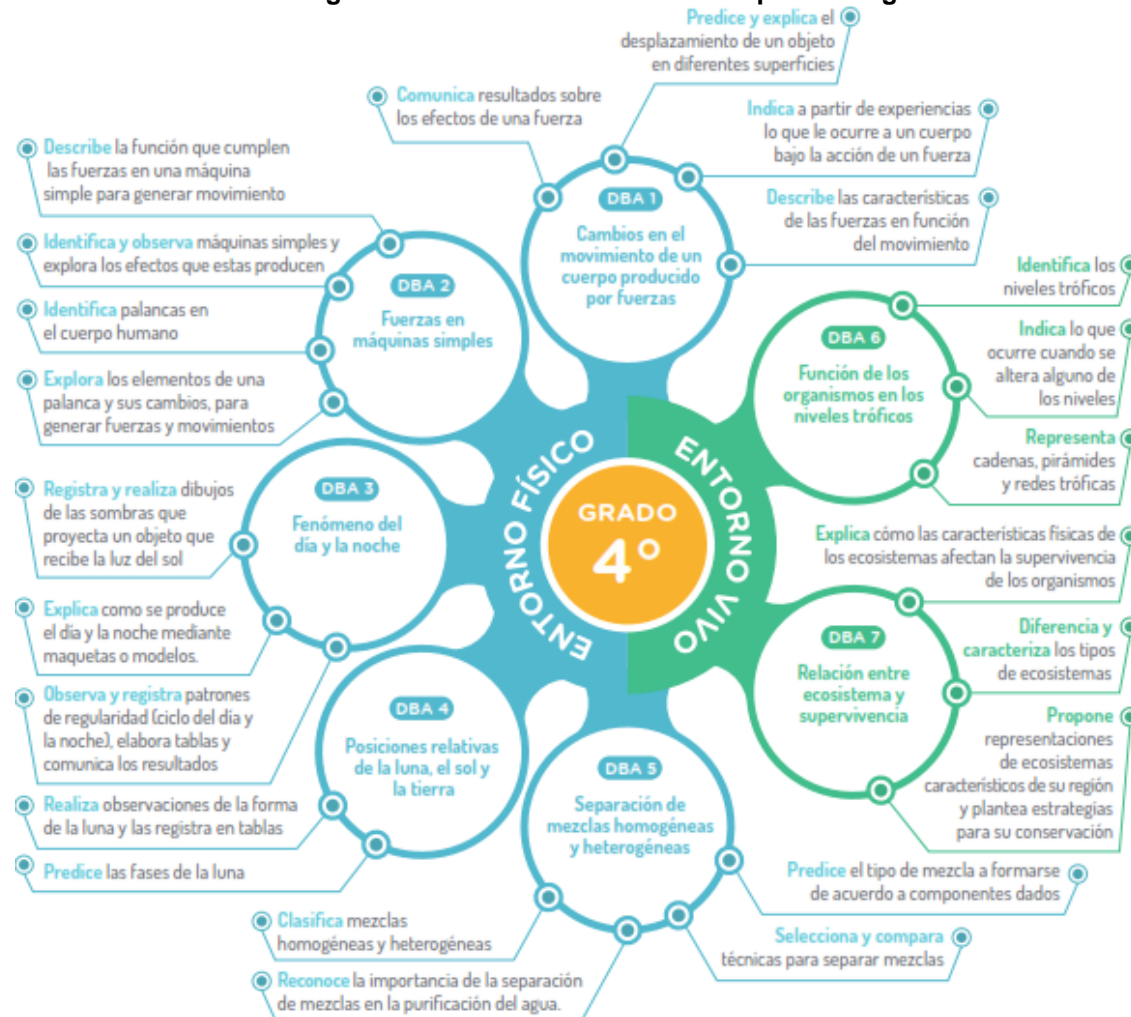 Predice y explica el
desplazamiento de un objeto
en diferentes superficies
Comunica resultados sobre
los efectos de una fuerza
Indica a partir de experiencias
lo que le ocurre a un cuerpo
bajo la acción de un fuerza
Describe las características
de las fuerzas en función
del movimiento
DBA 1
Cambios en el
movimiento de un
cuerpo producido
por fuerzas
Describe la función que cumplen
las fuerzas en una máquina
simple para generar movimiento
Identifica y observa máquinas simples y
explora los efectos que estas producen
Identifica palancas en
el cuerpo humano
Explora los elementos de una
palanca y sus cambios, para
generar fuerzas y movimientos
DBA 2
Fuerzas en
máquinas simples
Identifica los
niveles tróficos
Indica lo que
ocurre cuando se
altera alguno de
los niveles
Representa
cadenas, pirámides
y redes tróficas
DBA 6
Función de los
organismos en los
niveles tróficos
ENTORNO FÍSICO
ENTORNO VIVO
GRADO
4°
Registra y realiza dibujos
de las sombras que
proyecta un objeto que
recibe la luz del sol
Explica como se produce
el día y la noche mediante
maquetas o modelos.
Observa y registra patrones
de regularidad (ciclo del día y
la noche), elabora tablas y
comunica los resultados
DBA 3
Fenómeno del
día y la noche
Explica cómo las características físicas de
los ecosistemas afectan la supervivencia
de los organismos
Diferencia y
caracteriza los tipos
de ecosistemas
Propone
representaciones
de ecosistemas
característicos de su región
y plantea estrategias
para su conservación
DBA 7
Relación entre
ecosistema y
supervivencia
Realiza observaciones de la forma
de la luna y las registra en tablas
Predice las fases de la luna
DBA 4
Posiciones relativas
de la luna, el sol y
la tierra
DBA 5
Separación de
mezclas homogéneas
y heterogéneas
Predice el tipo de mezcla a formarse
de acuerdo a componentes dados
Selecciona y compara
técnicas para separar mezclas
Clasifica mezclas
homogéneas y heterogéneas
Reconoce la importancia de la separación
de mezclas en la purificación del agua.